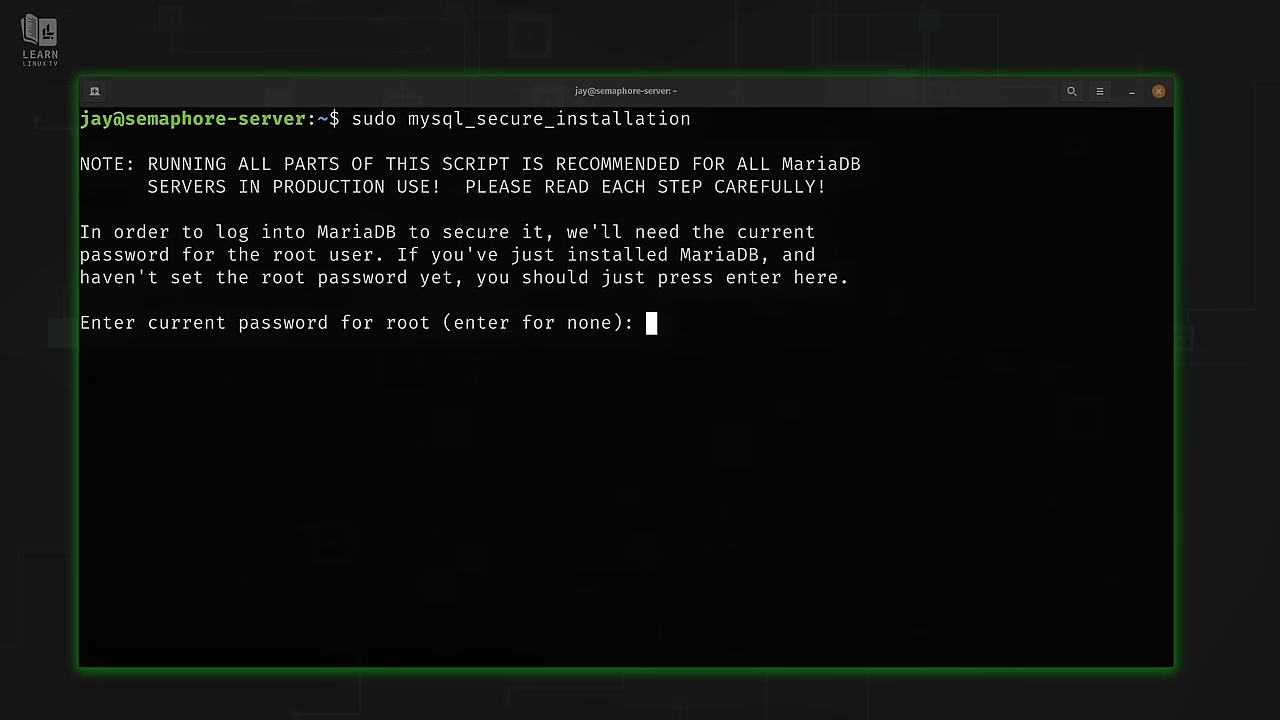 LEARN
LINUX TV
jay@semaphore-server: ~
jay@semaphore-server:~$ sudo mysql_secure_installation
NOTE: RUNNING ALL PARTS OF THIS SCRIPT IS RECOMMENDED FOR ALL MariaDB
SERVERS IN PRODUCTION USE!  PLEASE READ EACH STEP CAREFULLY!
In order to log into MariaDB to secure it, we'll need the current
password for the root user. If you've just installed MariaDB, and
haven't set the root password yet, you should just press enter here.
Enter current password for root (enter for none):